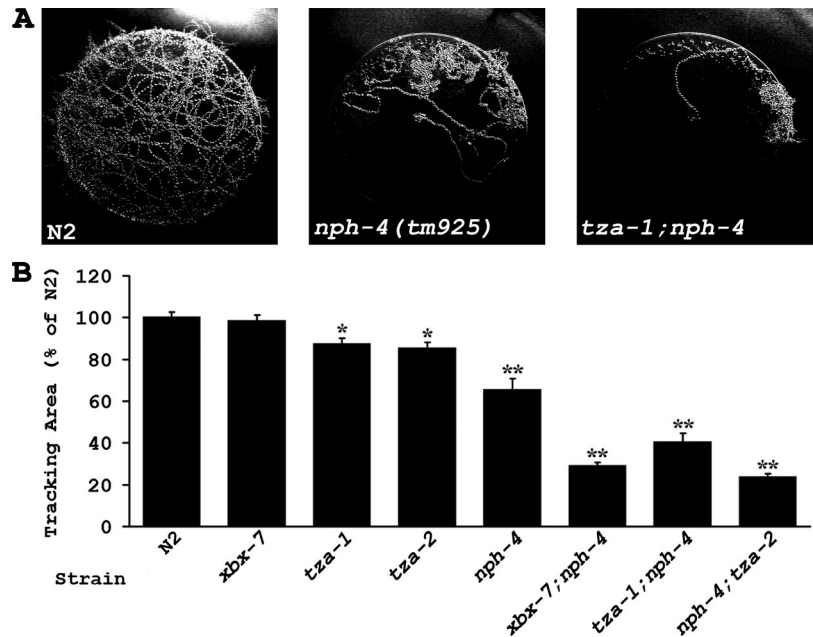 A
N2
nph-4(tm925)
tza-1;nph-4
B
Tracking Area (% of N2)
120
100
80
60
40
20
0
*
*
**
**
**
**
N2
xbx-7
tza-1
tza-2
nph-4
xbx-7;nph-4
tza-1;nph-4
nph-4;tza-2
Strain